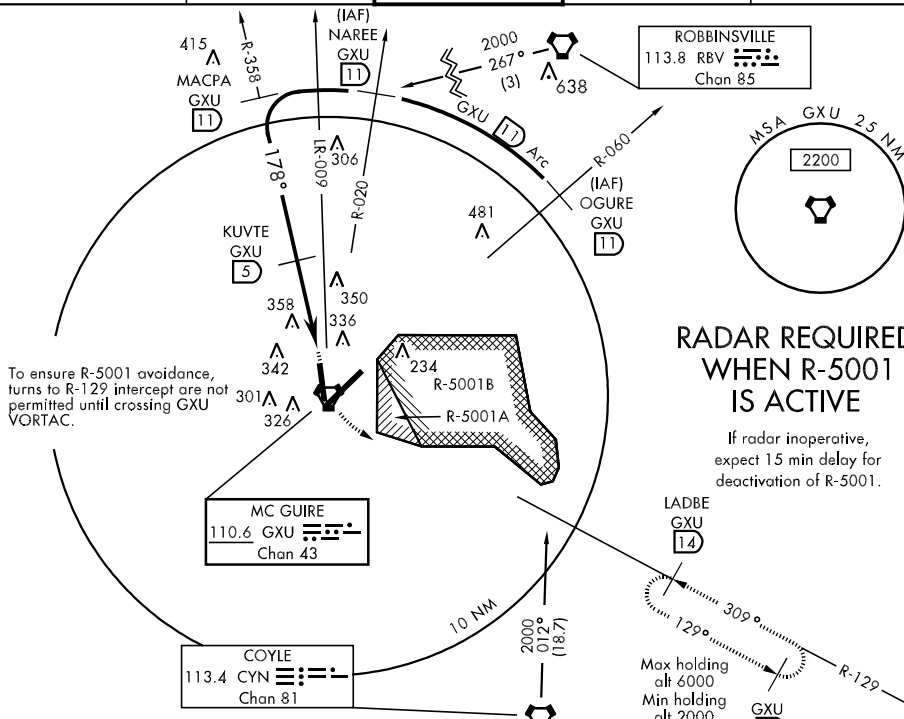 415
R-358
(IAF)
NAREE
GXU
11
MACPA
GXU
11
2000
267°
(3)
638
ROBBINSVILLE
113.8 RBV
Chan 85
GXU 11 Arc
R-060
(IAF)
OGURE
GXU
11
MSA GXU 25 NM
2200
178°
LR-009
306
R-020
481
KUVTE
GXU
5
350
358
336
342
234
R-5001B
R-5001A
301
326
To ensure R-5001 avoidance,
turns to R-129 intercept are not
permitted until crossing GXU
VORTAC.
RADAR REQUIRED
WHEN R-5001
IS ACTIVE
If radar inoperative,
expect 15 min delay for
deactivation of R-5001.
MC GUIRE
110.6 GXU
Chan 43
LADBE
GXU
14
309°
129°
R-129
10 NM
2000
012°
(18.7)
COYLE
113.4 CYN
Chan 81
Max holding
alt 6000
Min holding
alt 2000
GXU